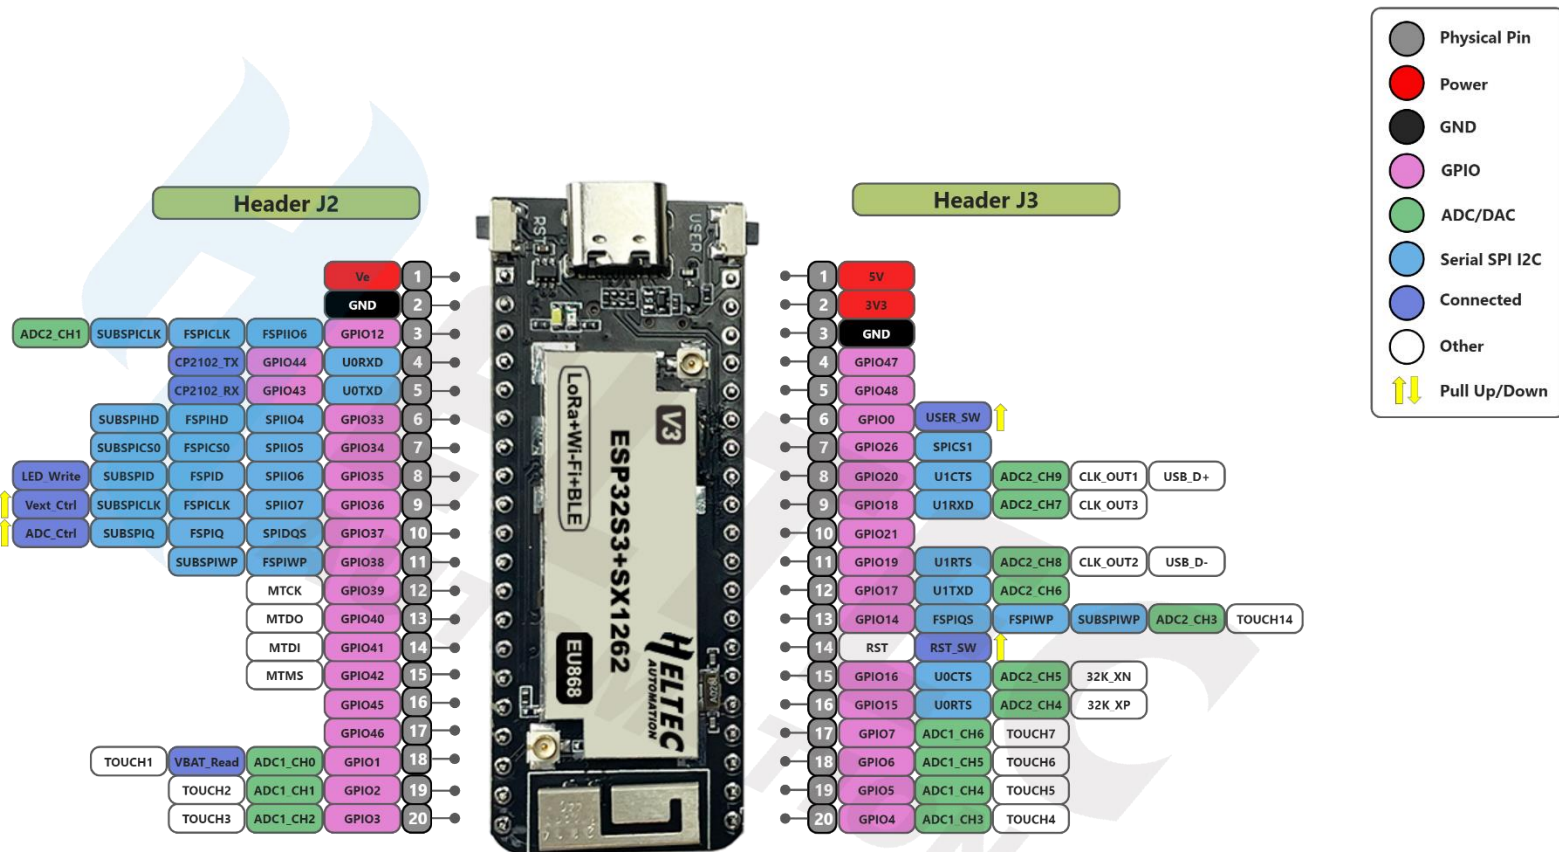 Physical Pin
Power
GND
GPIO
ADC/DAC
Serial SPI I2C
Connected
Other
Pull Up/Down
Header J2
Header J3
Ve 1
GND 2
ADC2_CH1 SUBSPICLK FSPICLK FSPIIO6 GPIO12 3
CP2102_TX GPIO44 U0RXD 4
CP2102_RX GPIO43 U0TXD 5
SUBSPIHD FSPIHD SPIIO4 GPIO33 6
SUBSPICS0 FSPICS0 SPIIO5 GPIO34 7
LED_Write SUBSPID FSPID SPIIO6 GPIO35 8
Vext_Ctrl SUBSPICLK FSPICLK SPIIO7 GPIO36 9
ADC_Ctrl SUBSPIQ FSPIQ SPIDQS GPIO37 10
SUBSPIWP FSPIWP GPIO38 11
MTCK GPIO39 12
MTDO GPIO40 13
MTDI GPIO41 14
MTMS GPIO42 15
GPIO45 16
GPIO46 17
TOUCH1 VBAT_Read ADC1_CH0 GPIO1 18
TOUCH2 ADC1_CH1 GPIO2 19
TOUCH3 ADC1_CH2 GPIO3 20
RST
USER
LoRa+Wi-Fi+BLE
V3
ESP32S3+SX1262
EU868
HELTEC
AUTOMATION
1 5V
2 3V3
3 GND
4 GPIO47
5 GPIO48
6 GPIO0 USER_SW
7 GPIO26 SPICS1
8 GPIO20 U1CTS ADC2_CH9 CLK_OUT1 USB_D+
9 GPIO18 U1RXD ADC2_CH7 CLK_OUT3
10 GPIO21
11 GPIO19 U1RTS ADC2_CH8 CLK_OUT2 USB_D-
12 GPIO17 U1TXD ADC2_CH6
13 GPIO14 FSPIQS FSPIWP SUBSPIWP ADC2_CH3 TOUCH14
14 RST RST_SW
15 GPIO16 U0CTS ADC2_CH5 32K_XN
16 GPIO15 U0RTS ADC2_CH4 32K_XP
17 GPIO7 ADC1_CH6 TOUCH7
18 GPIO6 ADC1_CH5 TOUCH6
19 GPIO5 ADC1_CH4 TOUCH5
20 GPIO4 ADC1_CH3 TOUCH4